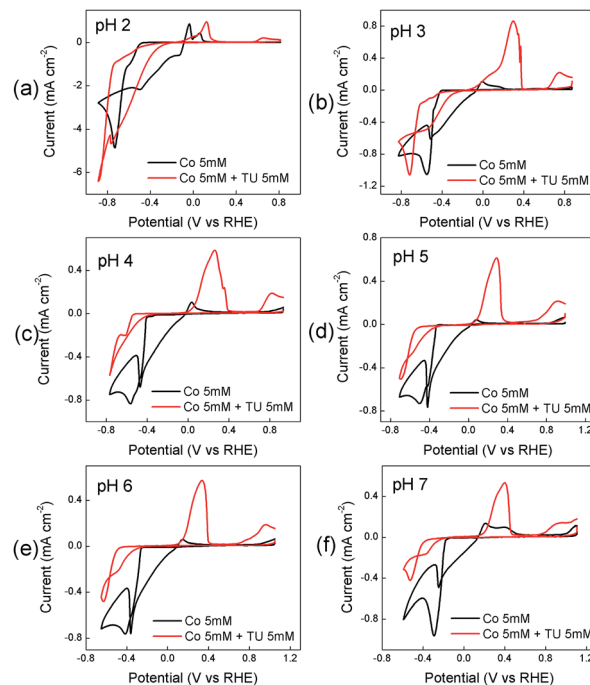 (a)
pH 2
Current (mA cm⁻²)
2
0
-2
-4
-6
Co 5mM
Co 5mM + TU 5mM
-0.8 -0.4 0.0 0.4 0.8
Potential (V vs RHE)
(b)
pH 3
Current (mA cm⁻²)
0.8
0.4
0.0
-0.4
-0.8
-1.2
Co 5mM
Co 5mM + TU 5mM
-0.8 -0.4 0.0 0.4 0.8
Potential (V vs RHE)
(c)
pH 4
Current (mA cm⁻²)
0.4
0.0
-0.4
-0.8
Co 5mM
Co 5mM + TU 5mM
-0.8 -0.4 0.0 0.4 0.8
Potential (V vs RHE)
(d)
pH 5
Current (mA cm⁻²)
0.8
0.4
0.0
-0.4
-0.8
Co 5mM
Co 5mM + TU 5mM
-0.8 -0.4 0.0 0.4 0.8 1.2
Potential (V vs RHE)
(e)
pH 6
Current (mA cm⁻²)
0.4
0.0
-0.4
-0.8
Co 5mM
Co 5mM + TU 5mM
-0.8 -0.4 0.0 0.4 0.8 1.2
Potential (V vs RHE)
(f)
pH 7
Current (mA cm⁻²)
0.4
0.0
-0.4
-0.8
Co 5mM
Co 5mM + TU 5mM
-0.8 -0.4 0.0 0.4 0.8 1.2
Potential (V vs RHE)